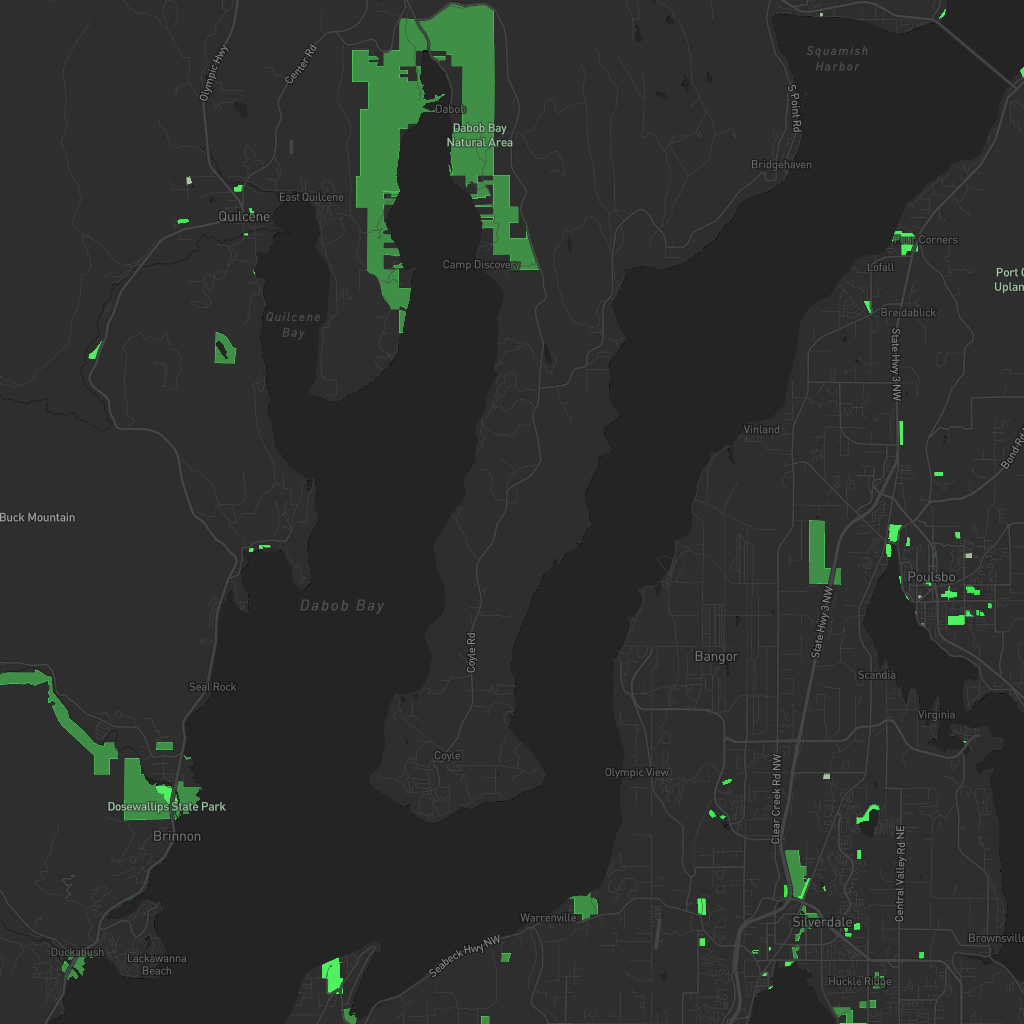 Squamish
Harbor
Olympic Hwy
Center Rd
S Point Rd
Dabob
Dabob Bay
Natural Area
Bridgehaven
East Quilcene
Quilcene
Four Corners
Camp Discovery
Lofall
Port G
Uplan
Quilcene
Bay
Breidablick
State Hwy 3 NW
Vinland
Bond Rd
Buck Mountain
Poulsbo
Dabob Bay
State Hwy 3 NW
Coyle Rd
Bangor
Scandia
Seal Rock
Virginia
Coyle
Olympic View
Clear Creek Rd NW
Dosewallips State Park
Brinnon
Central Valley Rd NE
Warrenville
Silverdale
Brownsville
Seabeck Hwy NW
Duckabush
Lackawanna
Beach
Huckle Ridge